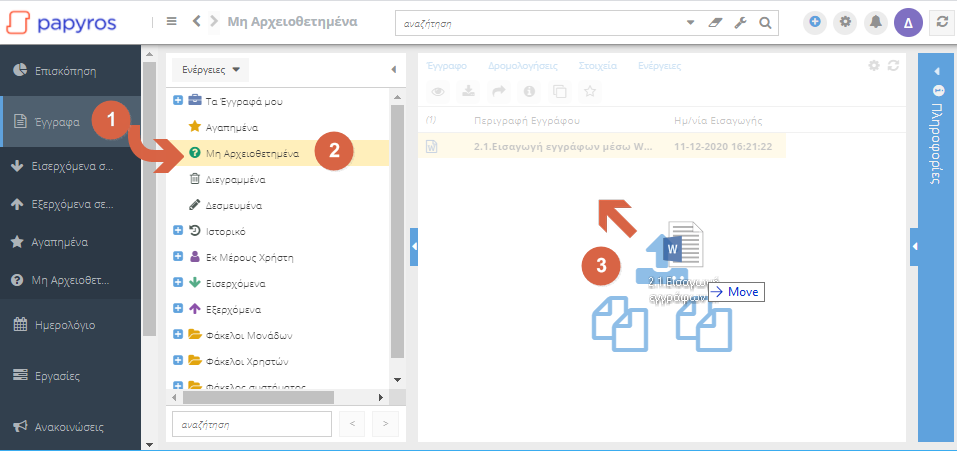 papyros
Μη Αρχειοθετημένα
αναζήτηση
Δ
Επισκόπηση
Έγγραφα
1
Εισερχόμενα σ...
Εξερχόμενα σε...
Αγαπημένα
Μη Αρχειοθετ...
Ημερολόγιο
Εργασίες
Ανακοινώσεις
Ενέργειες
Τα Έγγραφά μου
Αγαπημένα
Μη Αρχειοθετημένα
2
Διεγραμμένα
Δεσμευμένα
Ιστορικό
Εκ Μέρους Χρήστη
Εισερχόμενα
Εξερχόμενα
Φάκελοι Μονάδων
Φάκελοι Χρηστών
Φάκελος συστήματος
αναζήτηση
< >
Έγγραφο Δρομολογήσεις Στοιχεία Ενέργειες
(1) Περιγραφή Εγγράφου Ημ/νία Εισαγωγής
2.1.Εισαγωγή εγγράφων μέσω W... 11-12-2020 16:21:22
3
W
2.1.Εισαγωγή
εγγράφων
Move
Πληροφορίες